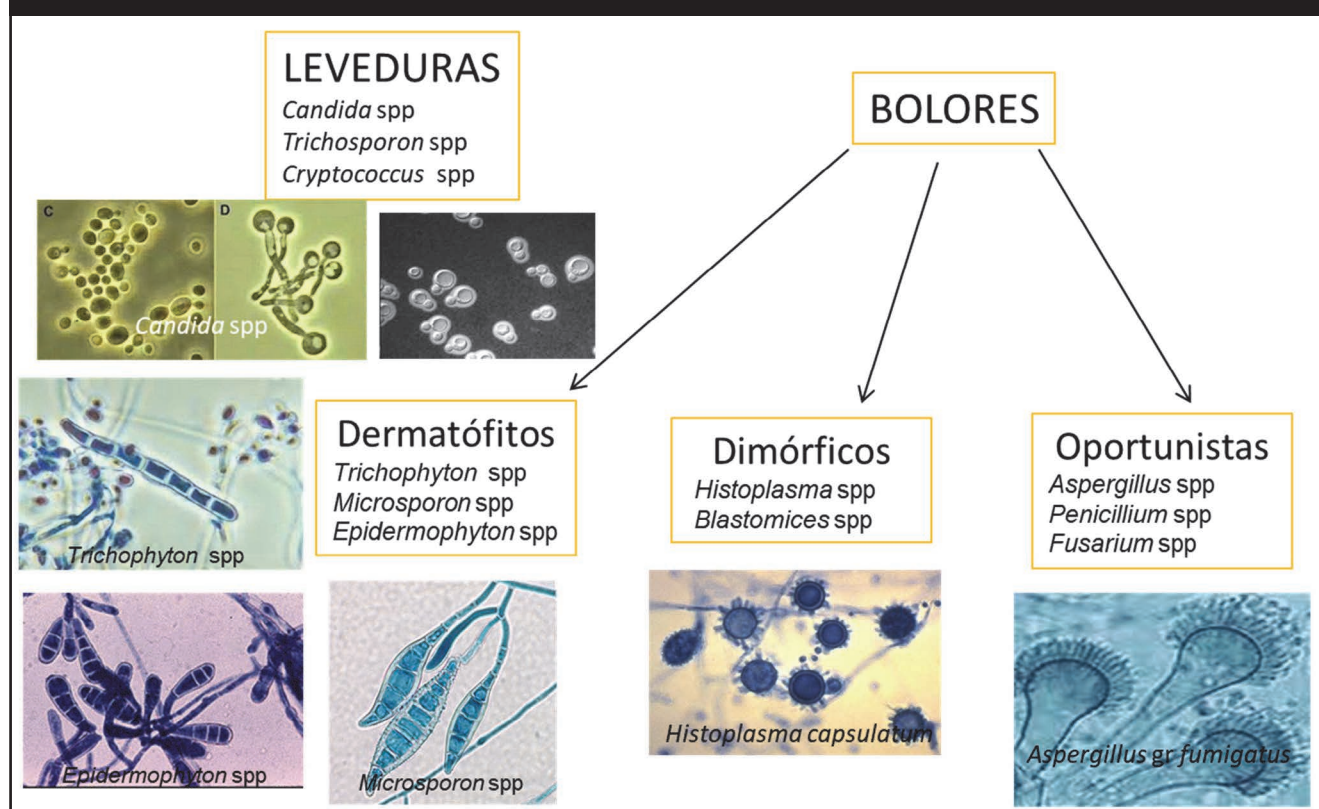 LEVEDURAS
Candida spp
Trichosporon spp
Cryptococcus spp
BOLORES
C
D
Candida spp
Dermatófitos
Trichophyton spp
Microsporon spp
Epidermophyton spp
Dimórficos
Histoplasma spp
Blastomices spp
Oportunistas
Aspergillus spp
Penicillium spp
Fusarium spp
Trichophyton spp
Epidermophyton spp
Microsporon spp
Histoplasma capsulatum
Aspergillus gr fumigatus